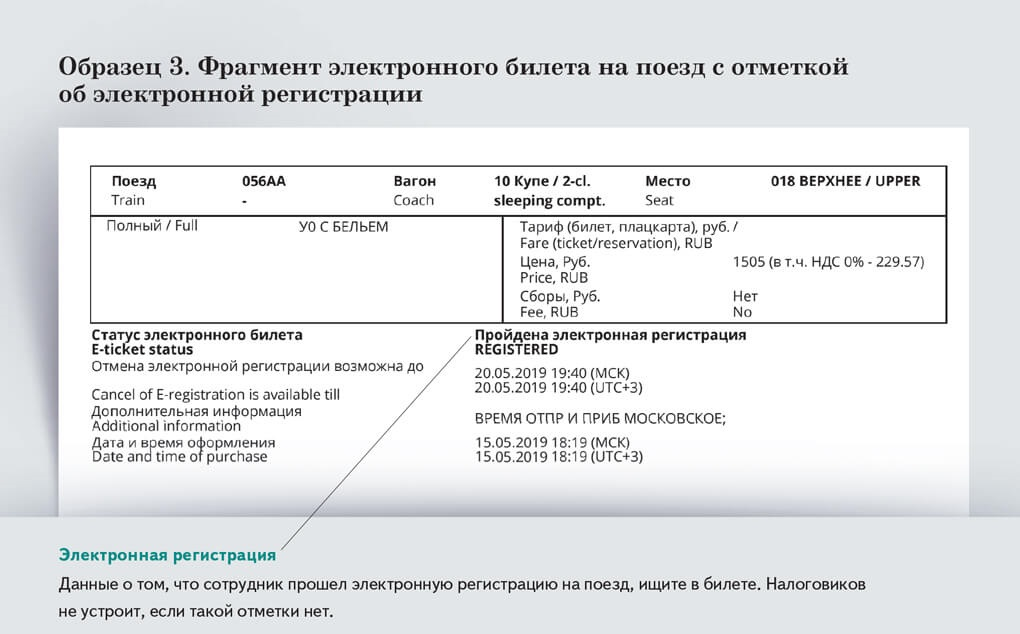 Образец 3. Фрагмент электронного билета на поезд с отметкой
об электронной регистрации
Поезд 056АА Вагон 10 Купе / 2-cl. Место 018 ВЕРХНЕЕ / UPPER
Train - Coach sleeping compt. Seat
Полный / Full У0 С БЕЛЬЕМ Тариф (билет, плацкарта), руб. /
Fare (ticket/reservation), RUB
Цена, Руб. 1505 (в т.ч. НДС 0% - 229.57)
Price, RUB
Сборы, Руб. Нет
Fee, RUB No
Статус электронного билета Пройдена электронная регистрация
E-ticket status REGISTERED
Отмена электронной регистрации возможна до 20.05.2019 19:40 (МСК)
Cancel of E-registration is available till 20.05.2019 19:40 (UTC+3)
Дополнительная информация ВРЕМЯ ОТПР И ПРИБ МОСКОВСКОЕ;
Additional information
Дата и время оформления 15.05.2019 18:19 (МСК)
Date and time of purchase 15.05.2019 18:19 (UTC+3)
Электронная регистрация
Данные о том, что сотрудник прошел электронную регистрацию на поезд, ищите в билете. Налоговиков
не устроит, если такой отметки нет.